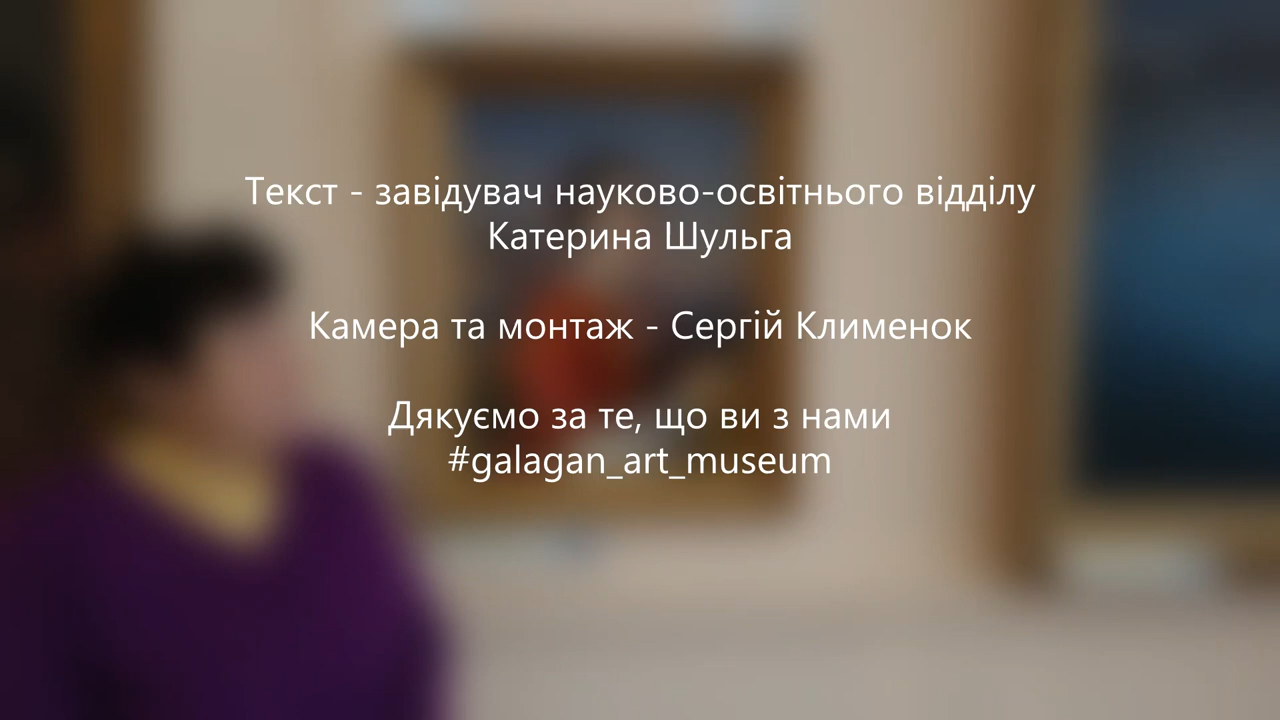 Текст - завідувач науково-освітнього відділу
Катерина Шульга
Камера та монтаж - Сергій Клименок
Дякуємо за те, що ви з нами
#galagan_art_museum